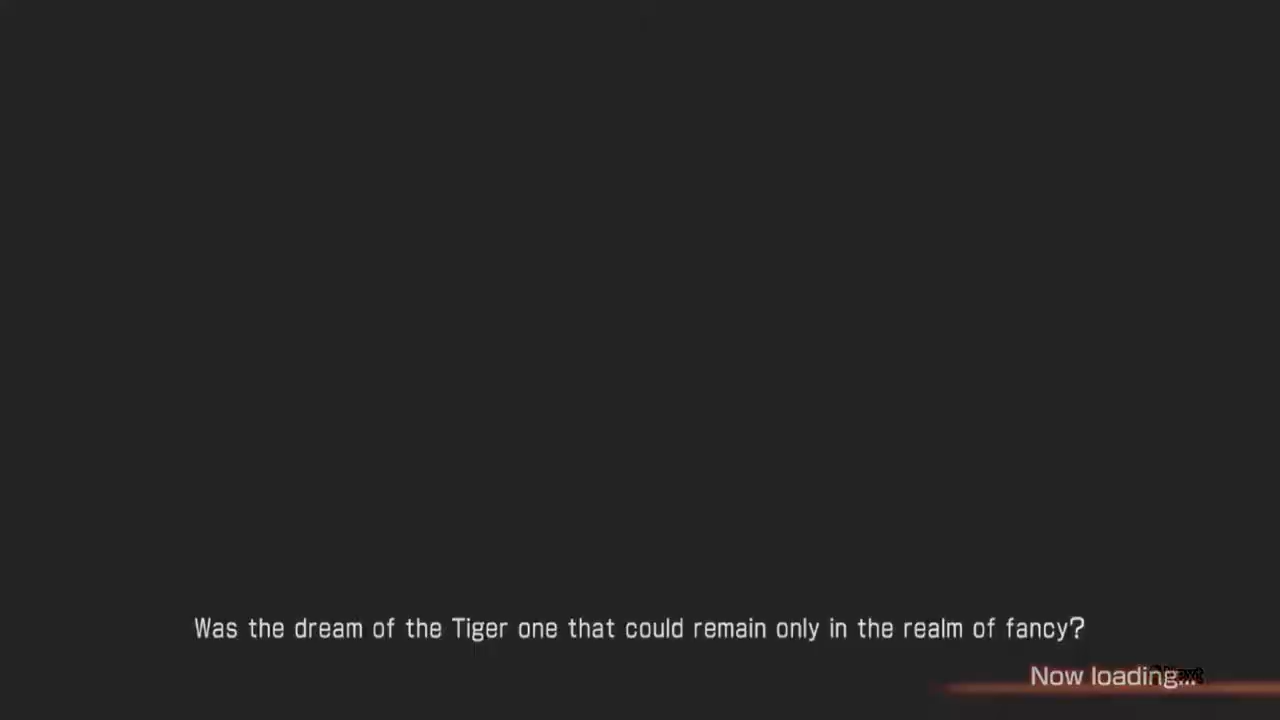 Was the dream of the Tiger one that could remain only in the realm of fancy?
Now loading...